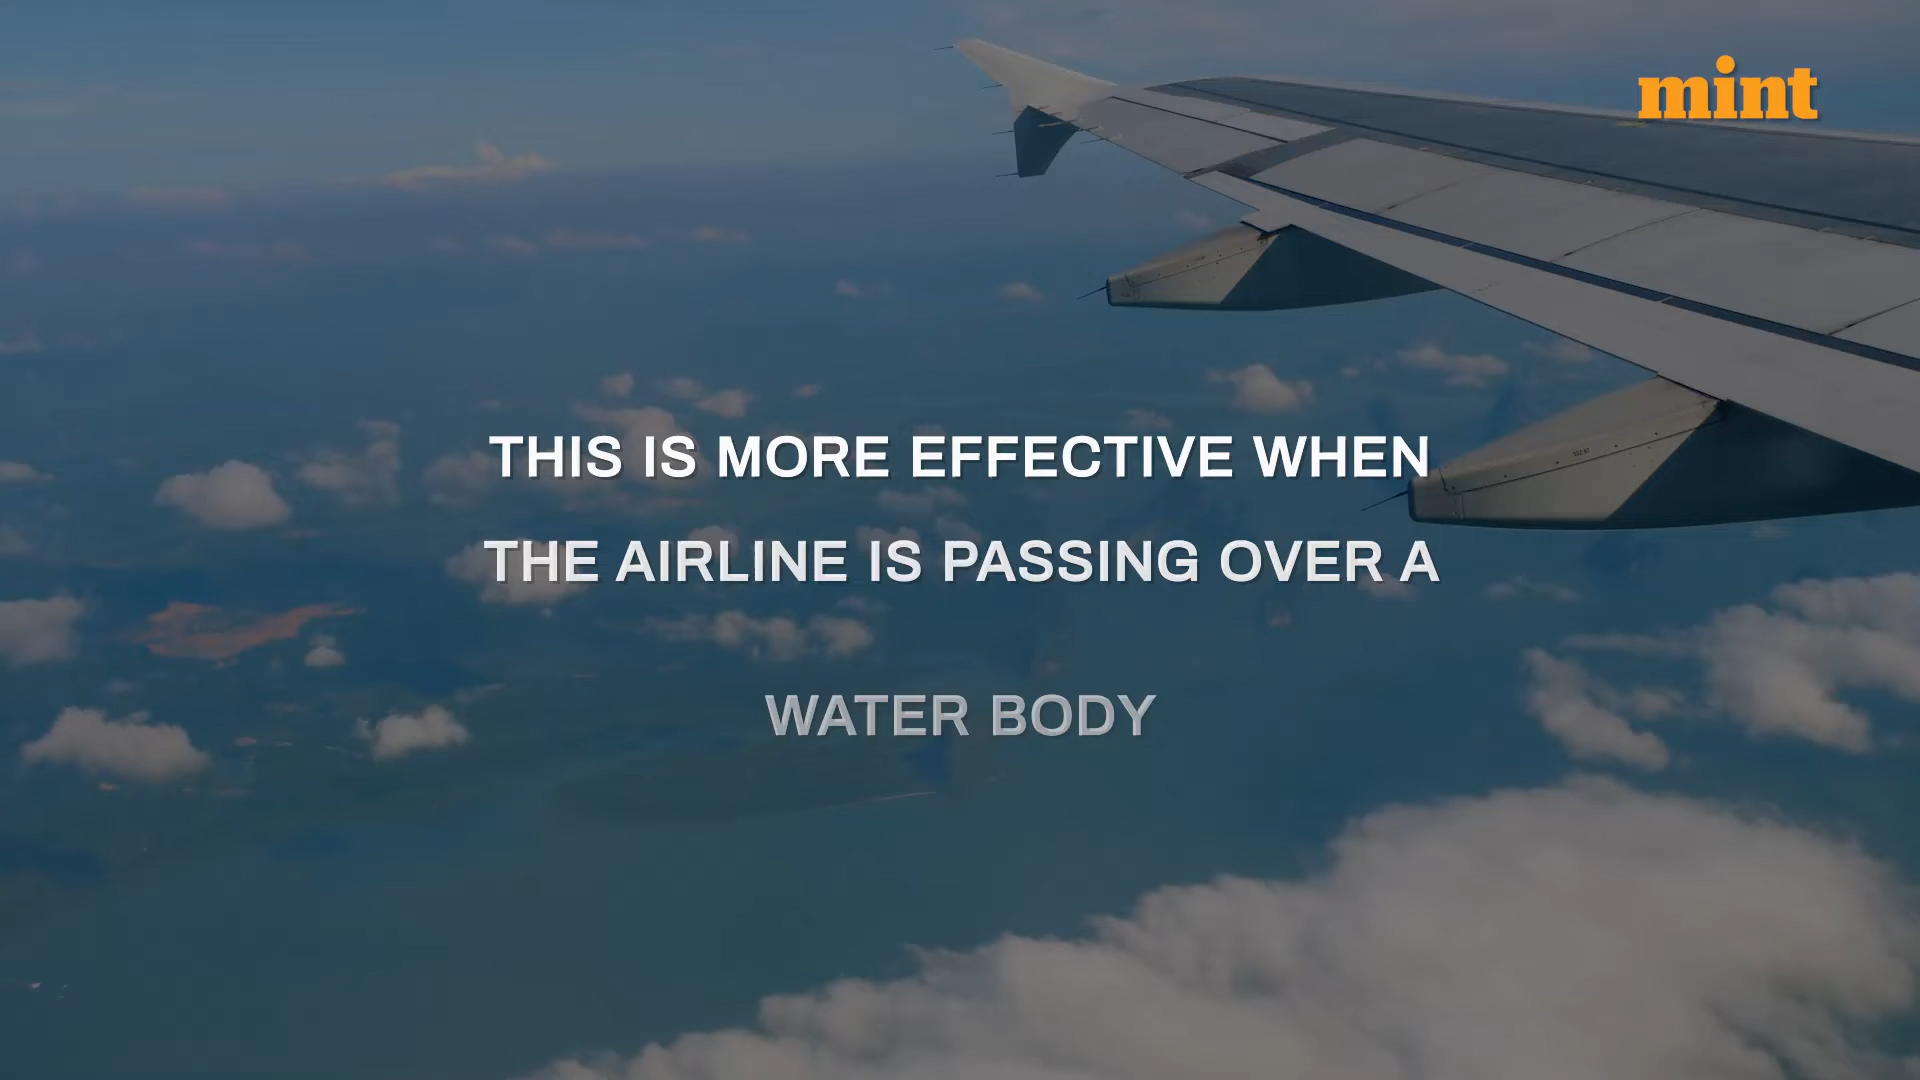 mint
THIS IS MORE EFFECTIVE WHEN
THE AIRLINE IS PASSING OVER A
WATER BODY